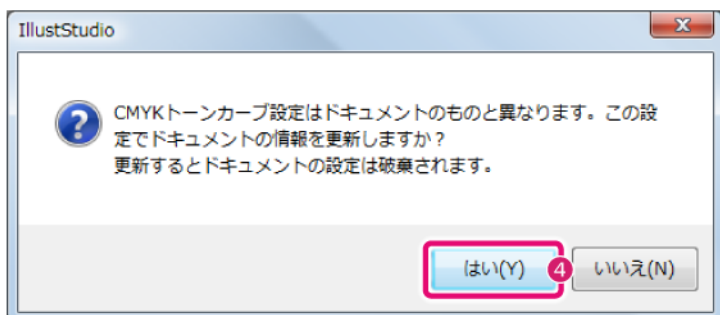 IllustStudio
CMYKトーンカーブ設定はドキュメントのものと異なります。この設
定でドキュメントの情報を更新しますか？
更新するとドキュメントの設定は破棄されます。
はい(Y) 4 いいえ(N)